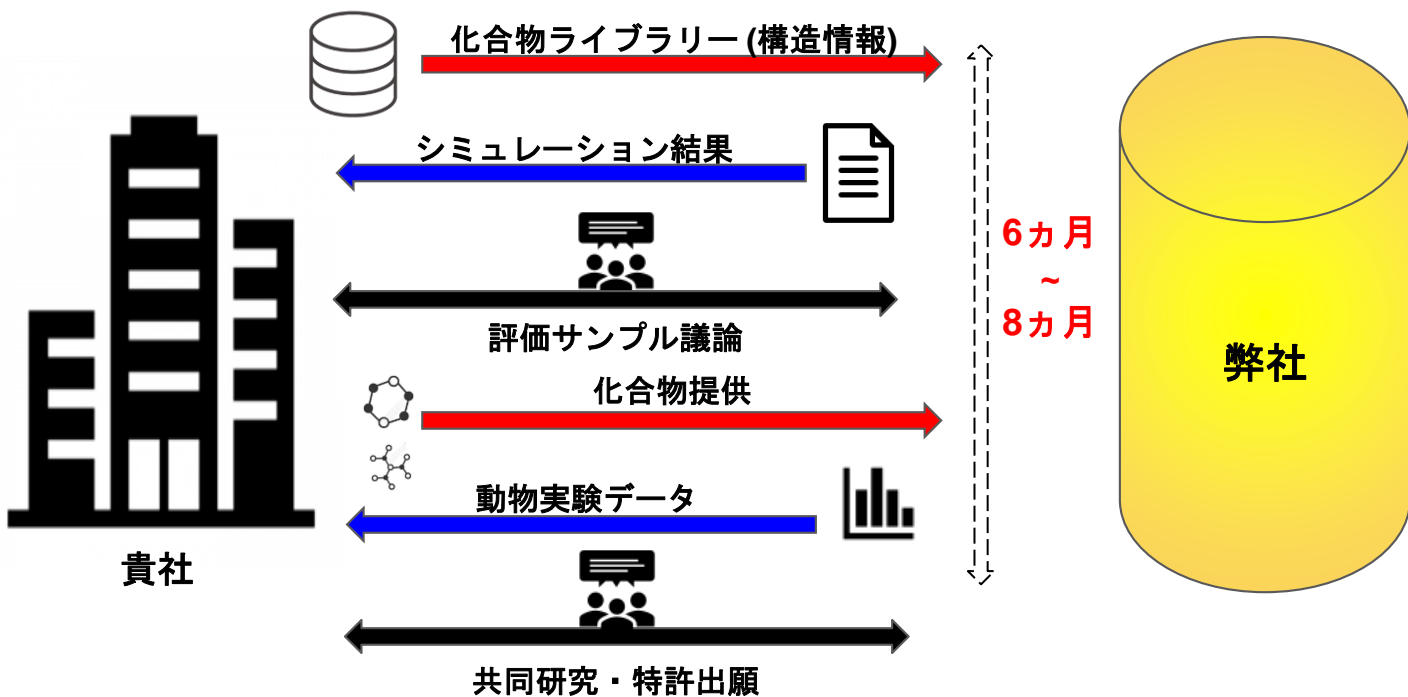 化合物ライブラリー (構造情報)
シミュレーション結果
評価サンプル議論
化合物提供
動物実験データ
共同研究・特許出願
貴社
6ヵ月
~
8ヵ月
弊社